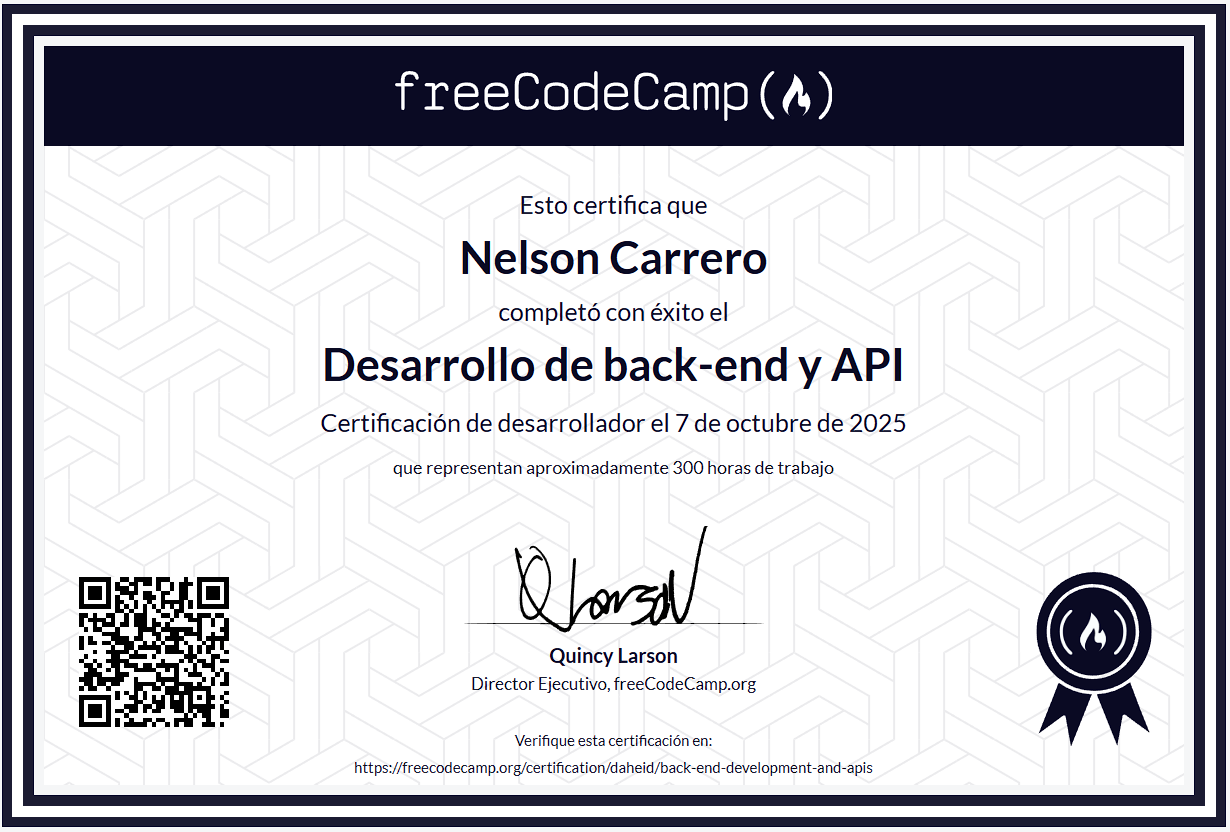 freeCodeCamp
Esto certifica que
Nelson Carrero
completó con éxito el
Desarrollo de back-end y API
Certificación de desarrollador el 7 de octubre de 2025
que representan aproximadamente 300 horas de trabajo
QLarson
Quincy Larson
Director Ejecutivo, freeCodeCamp.org
Verifique esta certificación en:
https://freecodecamp.org/certification/daheid/back-end-development-and-apis